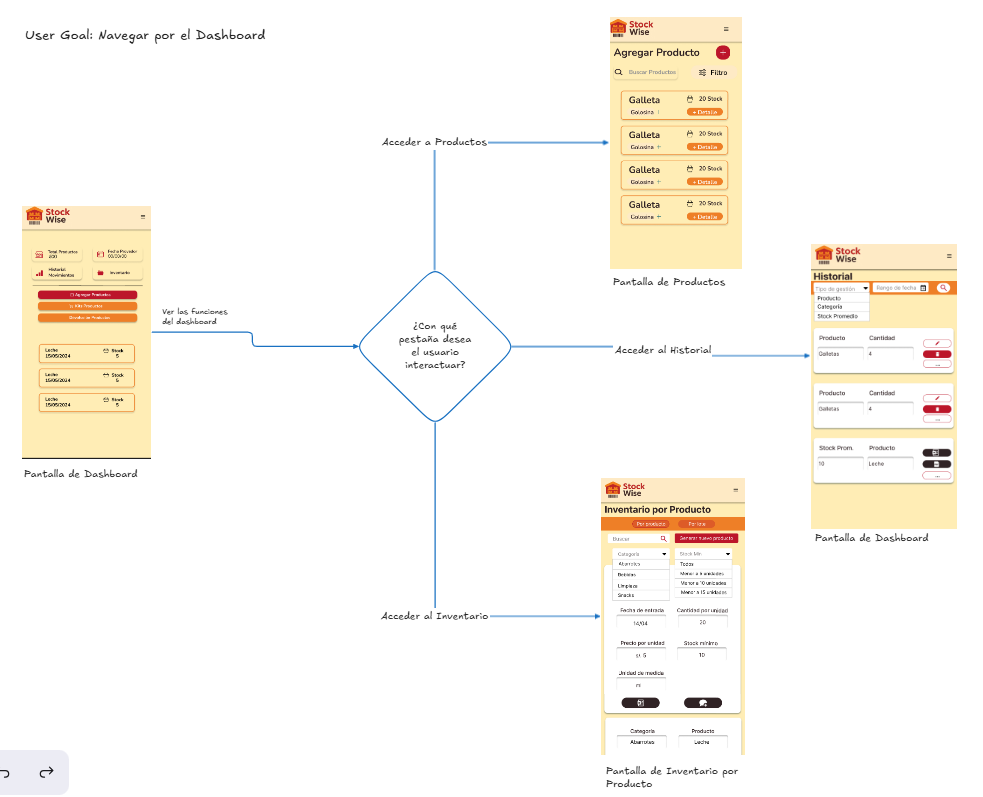 User Goal: Navegar por el Dashboard
Stock
Wise
Total Productos
Fecha Provedor
00/00/00
Historial
Movimientos
Inventario
Agregar Productos
Kits Productos
Leche
15/05/2024
Stock
5
Leche
15/05/2024
Stock
5
Leche
15/05/2024
Stock
5
Pantalla de Dashboard
Ver las funciones
del dashboard
¿Con qué
pestaña desea
el usuario
interactuar?
Acceder a Productos
Stock
Wise
Agregar Producto
+
Buscar Productos
Filtro
Galleta
20 Stock
Golosina
+ Detalle
Galleta
20 Stock
Golosina +
+ Detalle
Galleta
20 Stock
Golosina +
+ Detalle
Galleta
20 Stock
Golosina +
+ Detalle
Pantalla de Productos
Acceder al Historial
Stock
Wise
Historial
Tipo de gestión
Rango de fecha
Producto
Categoría
Stock Promedio
Producto
Cantidad
Galletas
4
...
Producto
Cantidad
Galletas
4
...
Stock Prom.
Producto
10
Leche
...
Pantalla de Dashboard
Acceder al Inventario
Stock
Wise
Inventario por Producto
Por producto
Por lote
Buscar
Generar nuevo producto
Categoría
Stock Min
Abarrotes
Todos
Bebidas
Menor a 5 unidades
Limpieza
Menor a 10 unidades
Snacks
Menor a 15 unidades
Fecha de entrada
Cantidad por unidad
14/04
20
Precio por unidad
Stock mínimo
s/. 5
10
Unidad de medida
ml
Categoría
Producto
Abarrotes
Leche
Pantalla de Inventario por
Producto